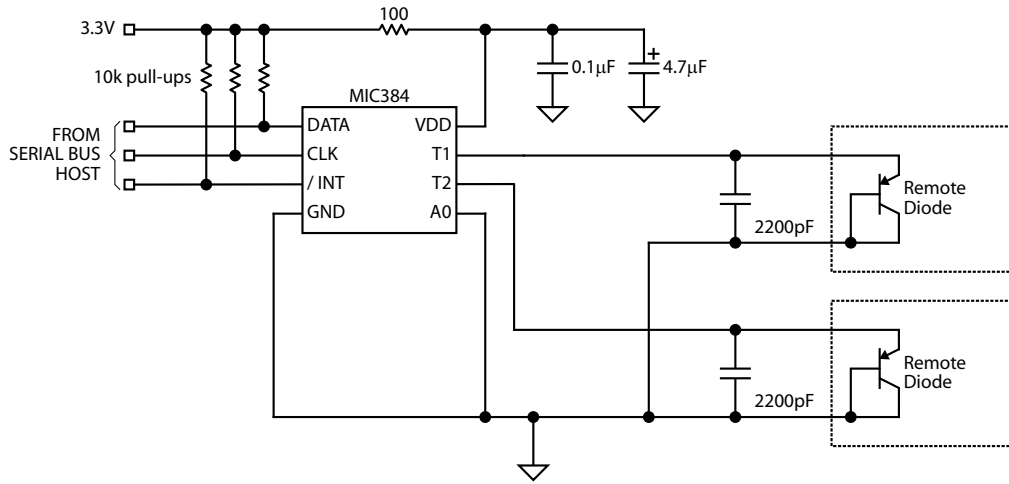 100
3.3V
0.1μF
+
4.7μF
10k pull-ups
MIC384
FROM
SERIAL BUS
HOST
DATA
VDD
CLK
T1
/ INT
T2
GND
A0
2200pF
Remote
Diode
2200pF
Remote
Diode